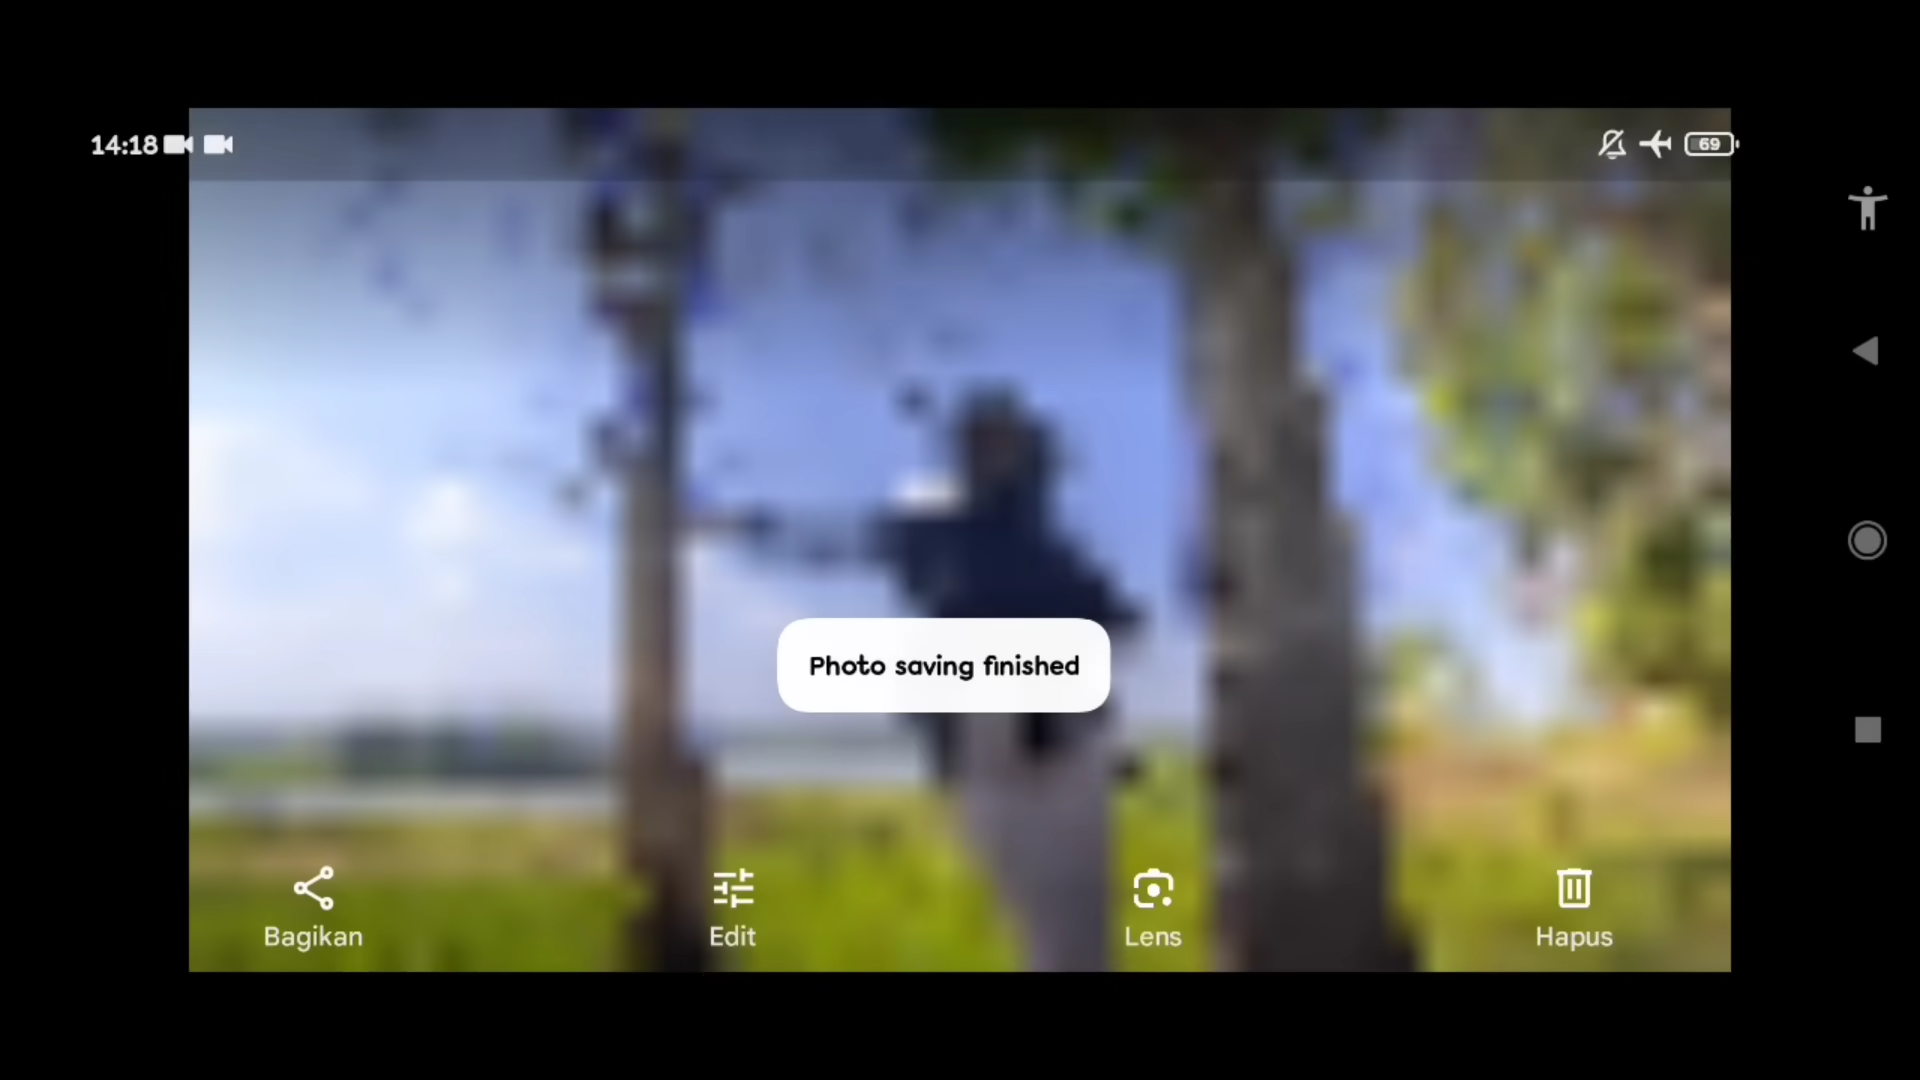 14:18
69
Photo saving finished
Bagikan
Edit
Lens
Hapus